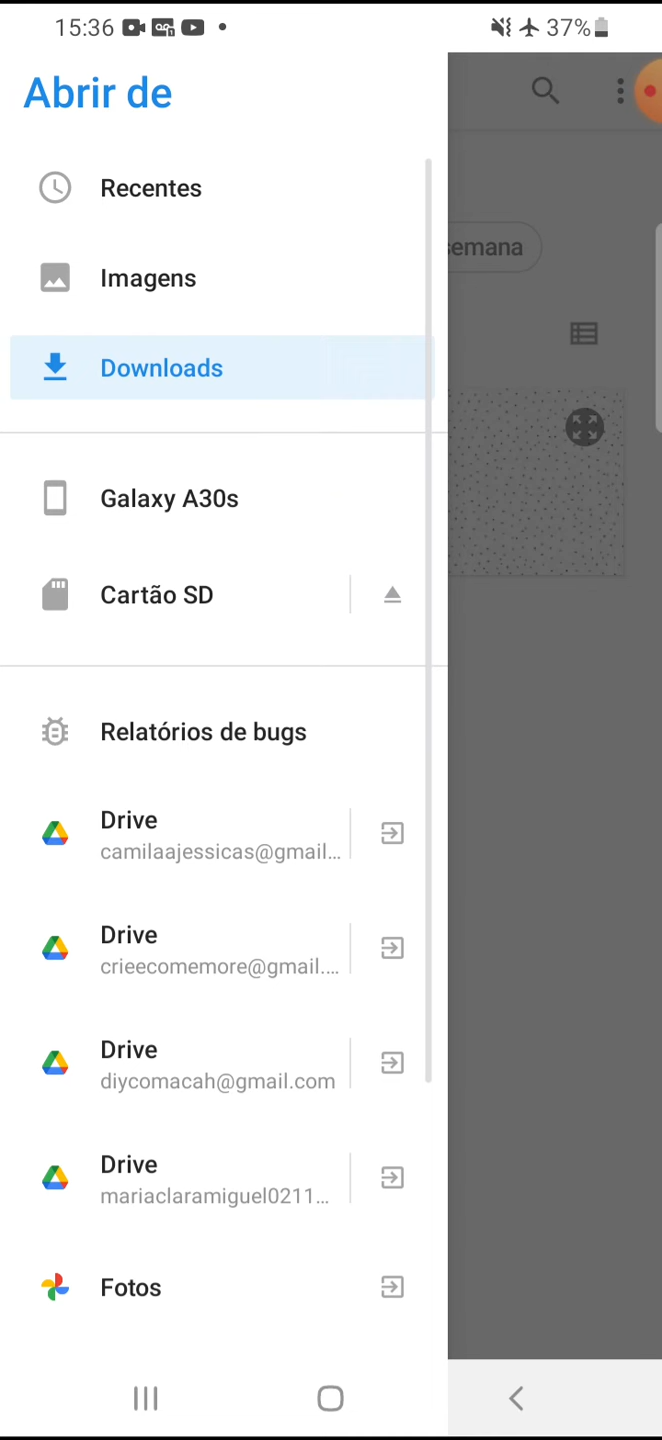 15:36
37%
Abrir de
Recentes
Imagens
semana
Downloads
Galaxy A30s
Cartão SD
Relatórios de bugs
Drive
camilaajessicas@gmail...
Drive
crieecomemore@gmail....
Drive
diycomacah@gmail.com
Drive
mariaclaramiguel0211...
Fotos